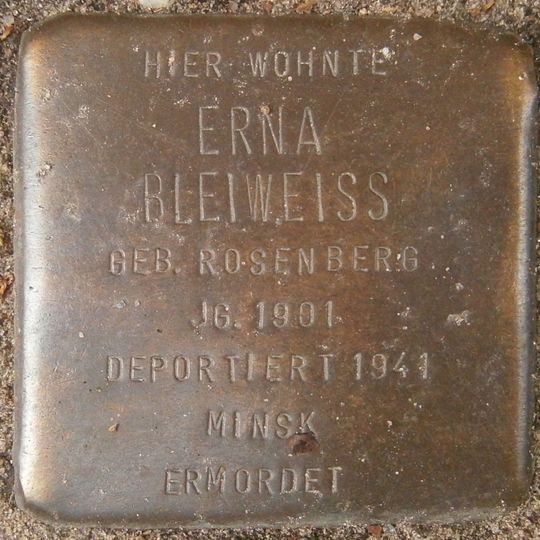 HIER WOHNTE
ERNA
BLEIWEISS
GEB. ROSENBERG
JG. 1901
DEPORTIERT 1941
MINSK
ERMORDET